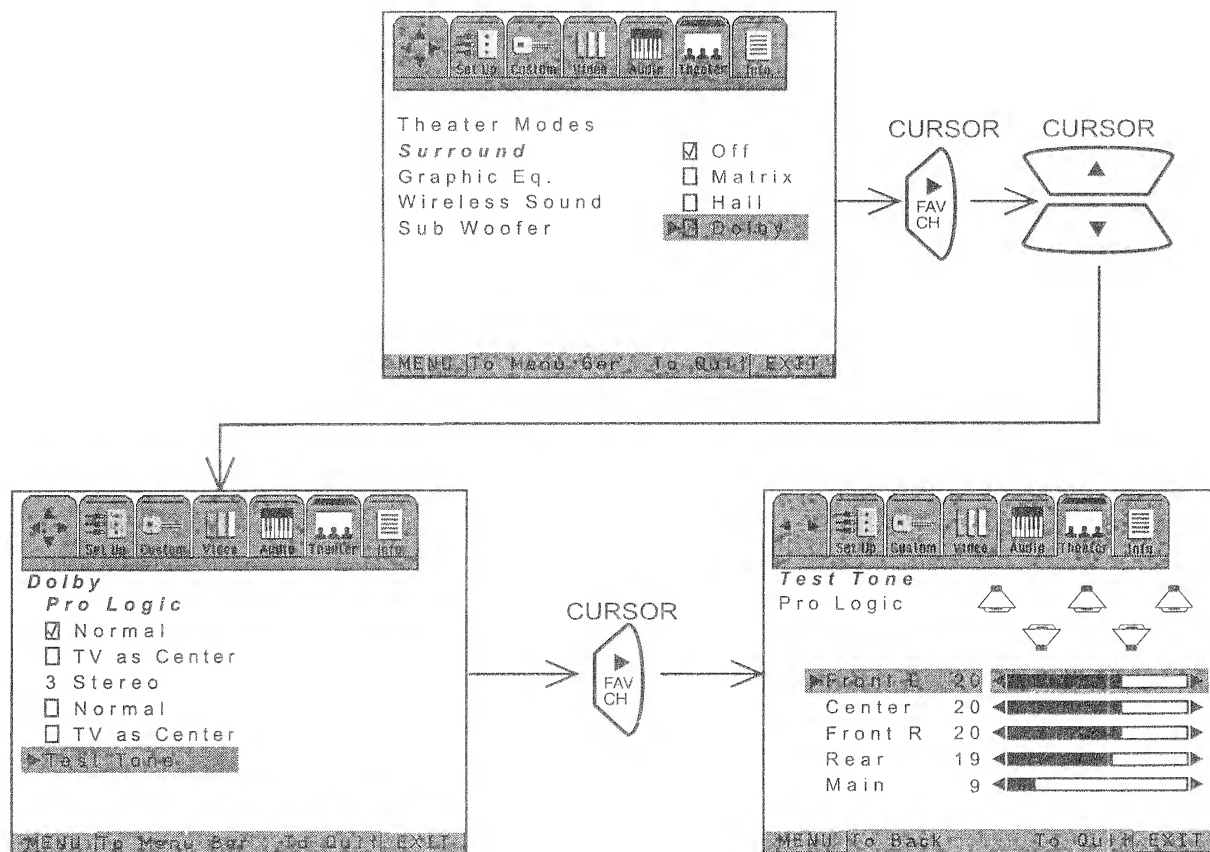 Set Up Custom Video Audio Theater Info
Theater Modes
Surround
Graphic Eq.
Wireless Sound
Sub Woofer
☑ Off
☐ Matrix
☐ Hall
▶☐ Dolby
MENU To Menu Bar To Quit EXIT
CURSOR
▶
FAV
CH
CURSOR
▲
▼
Set Up Custom Video Audio Theater Info
Dolby
Pro Logic
☑ Normal
☐ TV as Center
3 Stereo
☐ Normal
☐ TV as Center
▶Test Tone
MENU To Menu Bar To Quit EXIT
CURSOR
▶
FAV
CH
Set Up Custom Video Audio Theater Info
Test Tone
Pro Logic
▶Front L 20
Center 20
Front R 20
Rear 19
Main 9
MENU To Back To Quit EXIT